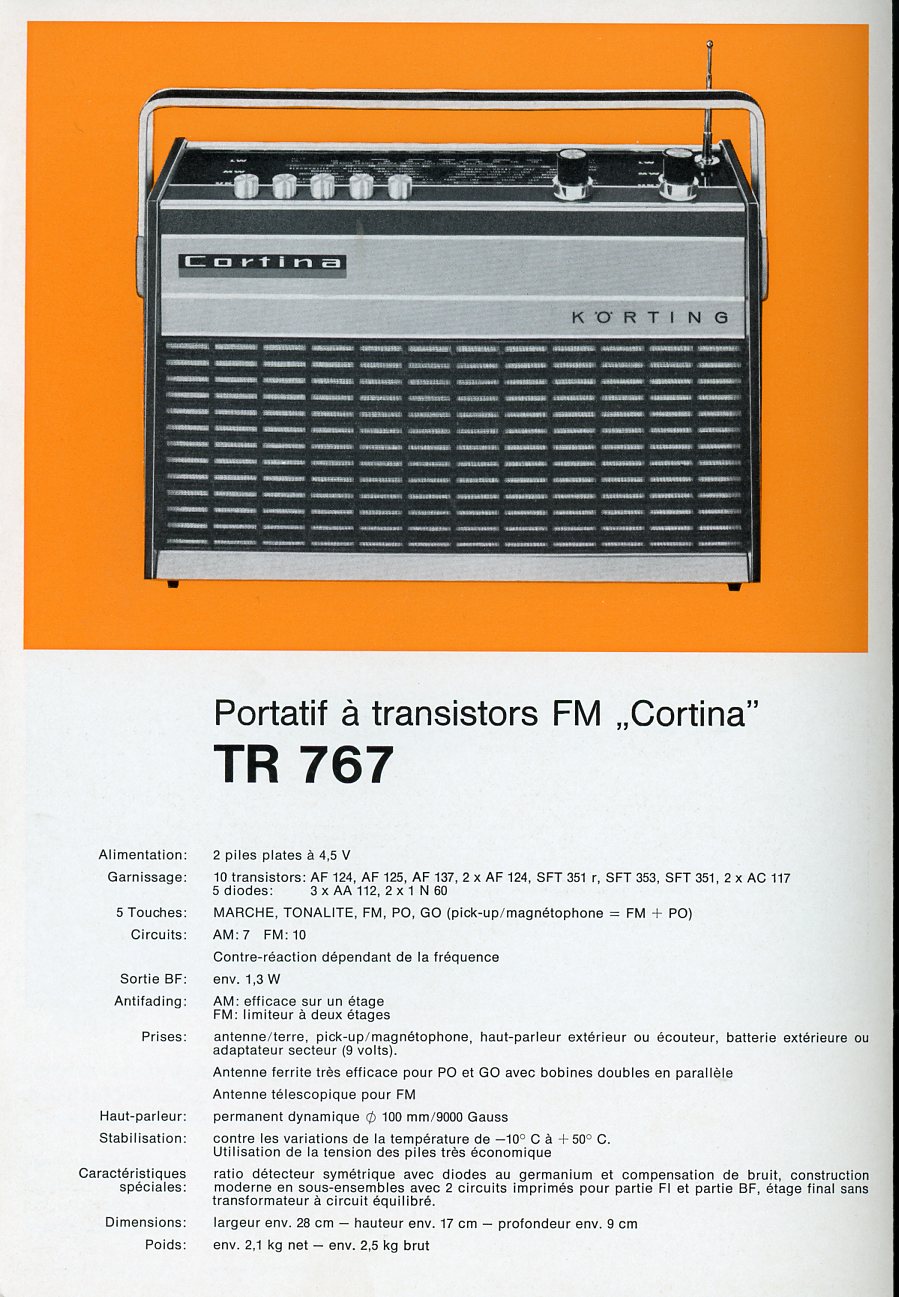 LW
MW
LW
MW
Cortina
KÖRTING
Portatif à transistors FM „Cortina”
TR 767
Alimentation: 2 piles plates à 4,5 V
Garnissage: 10 transistors: AF 124, AF 125, AF 137, 2 x AF 124, SFT 351 r, SFT 353, SFT 351, 2 x AC 117
5 diodes: 3 x AA 112, 2 x 1 N 60
5 Touches: MARCHE, TONALITE, FM, PO, GO (pick-up/magnétophone = FM + PO)
Circuits: AM: 7 FM: 10
Contre-réaction dépendant de la fréquence
Sortie BF: env. 1,3 W
Antifading: AM: efficace sur un étage
FM: limiteur à deux étages
Prises: antenne/terre, pick-up/magnétophone, haut-parleur extérieur ou écouteur, batterie extérieure ou
adaptateur secteur (9 volts).
Antenne ferrite très efficace pour PO et GO avec bobines doubles en parallèle
Antenne télescopique pour FM
Haut-parleur: permanent dynamique ∅ 100 mm/9000 Gauss
Stabilisation: contre les variations de la température de —10° C à +50° C.
Utilisation de la tension des piles très économique
Caractéristiques ratio détecteur symétrique avec diodes au germanium et compensation de bruit, construction
spéciales: moderne en sous-ensembles avec 2 circuits imprimés pour partie FI et partie BF, étage final sans
transformateur à circuit équilibré.
Dimensions: largeur env. 28 cm — hauteur env. 17 cm — profondeur env. 9 cm
Poids: env. 2,1 kg net — env. 2,5 kg brut